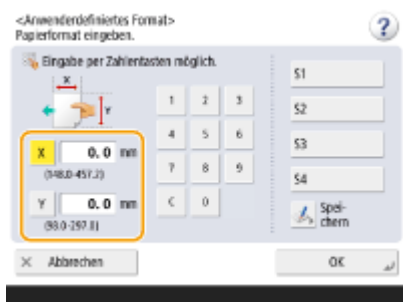 <Anwenderdefiniertes Format>
Papierformat eingeben.
?
Eingabe per Zahlentasten möglich.
X
Y
X 0.0 mm
(148.0-457.2)
Y 0.0 mm
(98.0-297.0)
1 2 3
4 5 6
7 8 9
C 0
S1
S2
S3
S4
Spei-
chern
× Abbrechen
OK